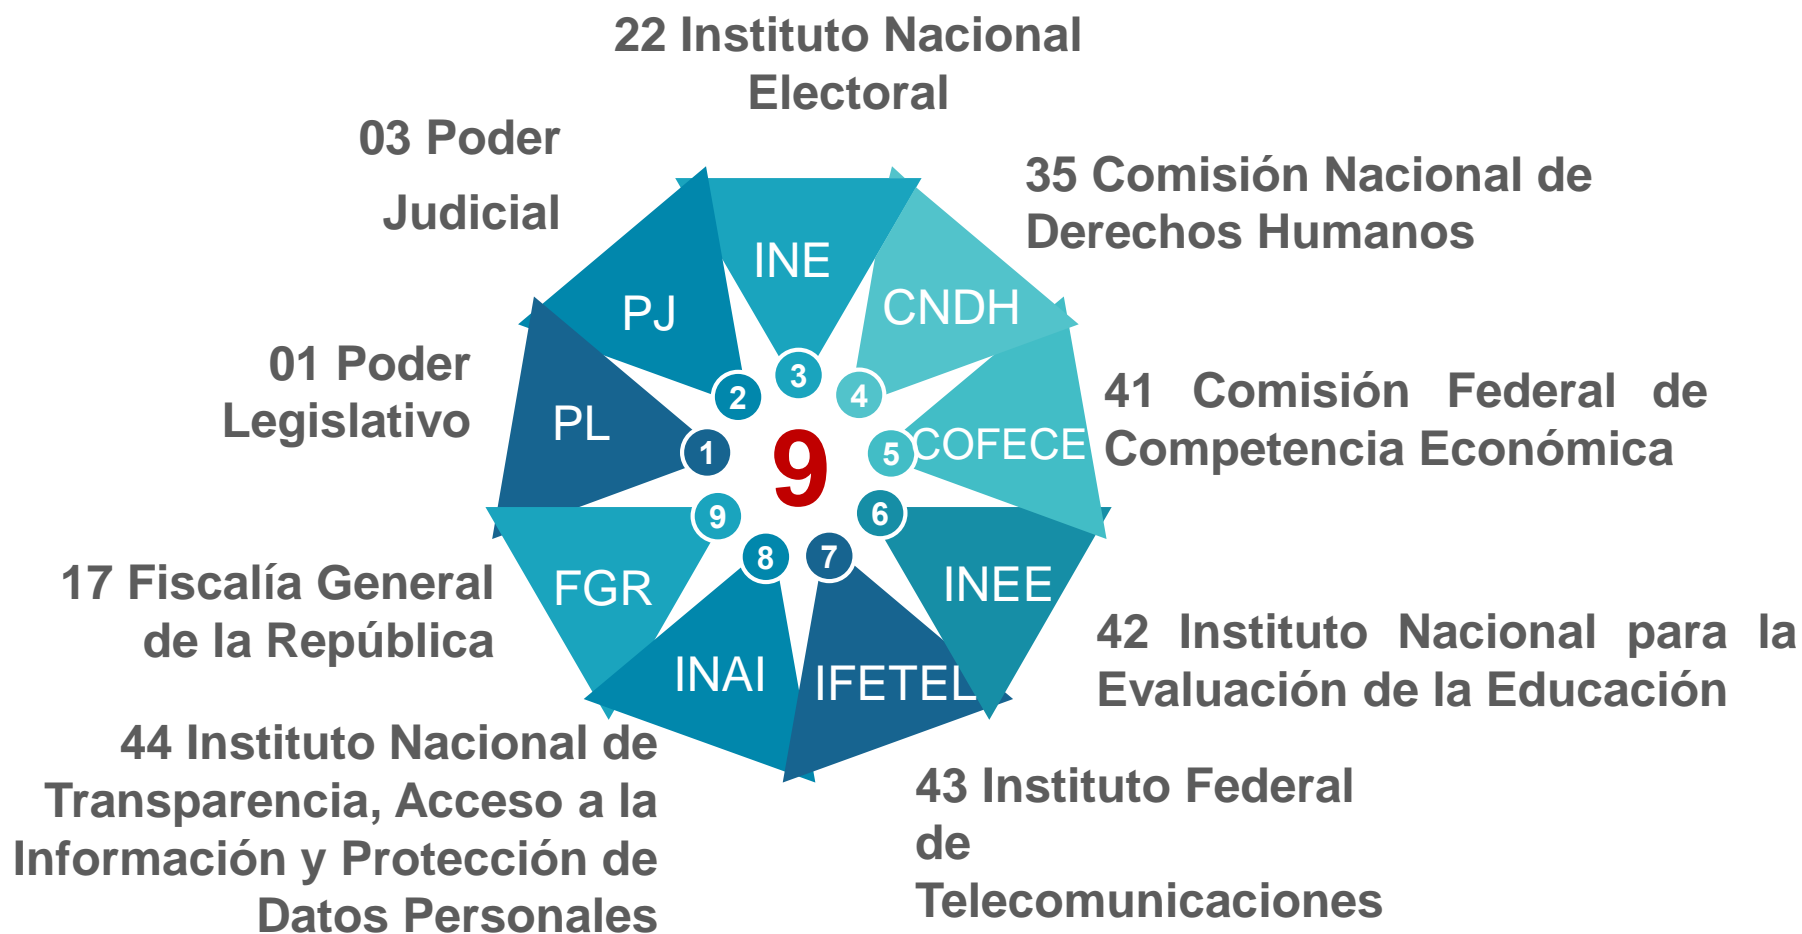 22 Instituto Nacional
Electoral
03 Poder
Judicial
35 Comisión Nacional de
Derechos Humanos
INE
PJ
CNDH
01 Poder
Legislativo
PL
1
2
3
4
5
COFECE
41 Comisión Federal de
Competencia Económica
9
9
8
7
6
17 Fiscalía General
de la República
FGR
INAI
IFETEL
INEE
42 Instituto Nacional para la
Evaluación de la Educación
44 Instituto Nacional de
Transparencia, Acceso a la
Información y Protección de
Datos Personales
43 Instituto Federal
de
Telecomunicaciones